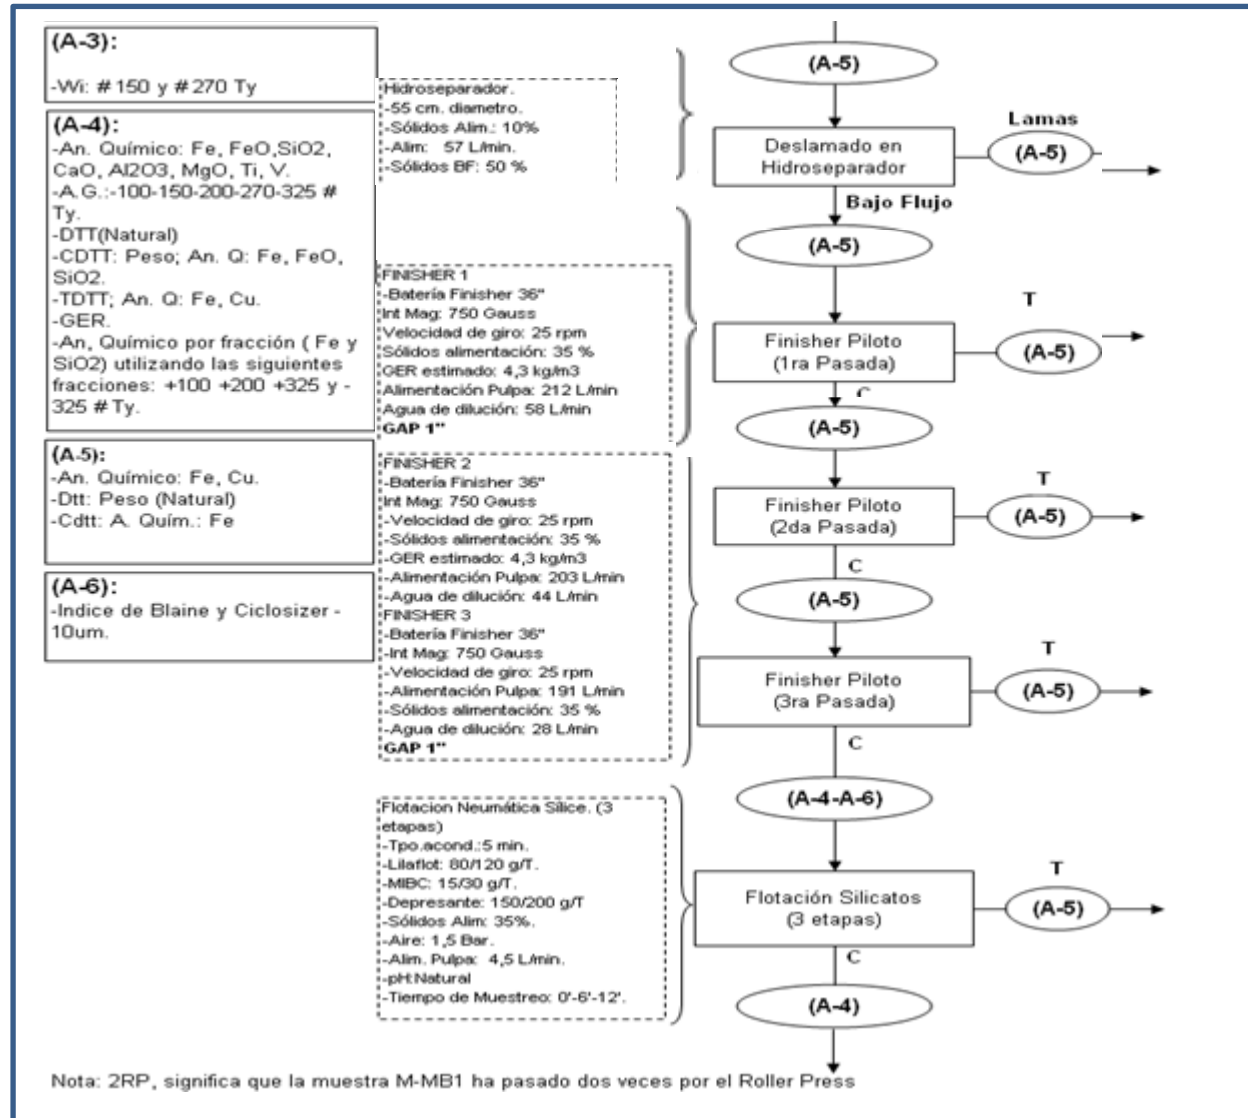 (A-3):
-Wi: # 150 y # 270 Ty
(A-4):
-An. Químico: Fe, FeO,SiO2,
CaO, Al2O3, MgO, Ti, V.
-A.G.:-100-150-200-270-325 #
Ty.
-DTT(Natural)
-CDTT: Peso; An. Q: Fe, FeO,
SiO2.
-TDTT; An. Q: Fe, Cu.
-GER.
-An, Químico por fracción ( Fe y
SiO2) utilizando las siguientes
fracciones: +100 +200 +325 y -
325 # Ty.
(A-5):
-An. Químico: Fe, Cu.
-Dtt: Peso (Natural)
-Cdtt: A. Quím.: Fe
(A-6):
-Indice de Blaine y Ciclosizer -
10um.
Hidroseparador.
-55 cm. diametro.
-Sólidos Alim.: 10%
-Alim: 57 L/min.
-Sólidos BF: 50 %
FINISHER 1
-Batería Finisher 36"
Int Mag: 750 Gauss
Velocidad de giro: 25 rpm
Sólidos alimentación: 35 %
GER estimado: 4,3 kg/m3
Alimentación Pulpa: 212 L/min
Agua de dilución: 58 L/min
GAP 1"
FINISHER 2
-Batería Finisher 36"
Int Mag: 750 Gauss
-Velocidad de giro: 25 rpm
-Sólidos alimentación: 35 %
-GER estimado: 4,3 kg/m3
-Alimentación Pulpa: 203 L/min
-Agua de dilución: 44 L/min
FINISHER 3
-Batería Finisher 36"
-Int Mag: 750 Gauss
-Velocidad de giro: 25 rpm
-Alimentación Pulpa: 191 L/min
-Sólidos alimentación: 35 %
-Agua de dilución: 28 L/min
GAP 1"
Flotacion Neumática Sílice. (3
etapas)
-Tpo.acond.:5 min.
-Lilaflot: 80/120 g/T.
-MIBC: 15/30 g/T.
-Depresante: 150/200 g/T
-Sólidos Alim: 35%.
-Aire: 1,5 Bar.
-Alim. Pulpa: 4,5 L/min.
-pH:Natural
-Tiempo de Muestreo: 0'-6'-12'.
(A-5)
Deslamado en
Hidroseparador
Lamas
(A-5)
Bajo Flujo
(A-5)
Finisher Piloto
(1ra Pasada)
T
(A-5)
C
(A-5)
Finisher Piloto
(2da Pasada)
T
(A-5)
C
(A-5)
Finisher Piloto
(3ra Pasada)
T
(A-5)
C
(A-4-A-6)
Flotación Silicatos
(3 etapas)
T
(A-5)
C
(A-4)
Nota: 2RP, significa que la muestra M-MB1 ha pasado dos veces por el Roller Press